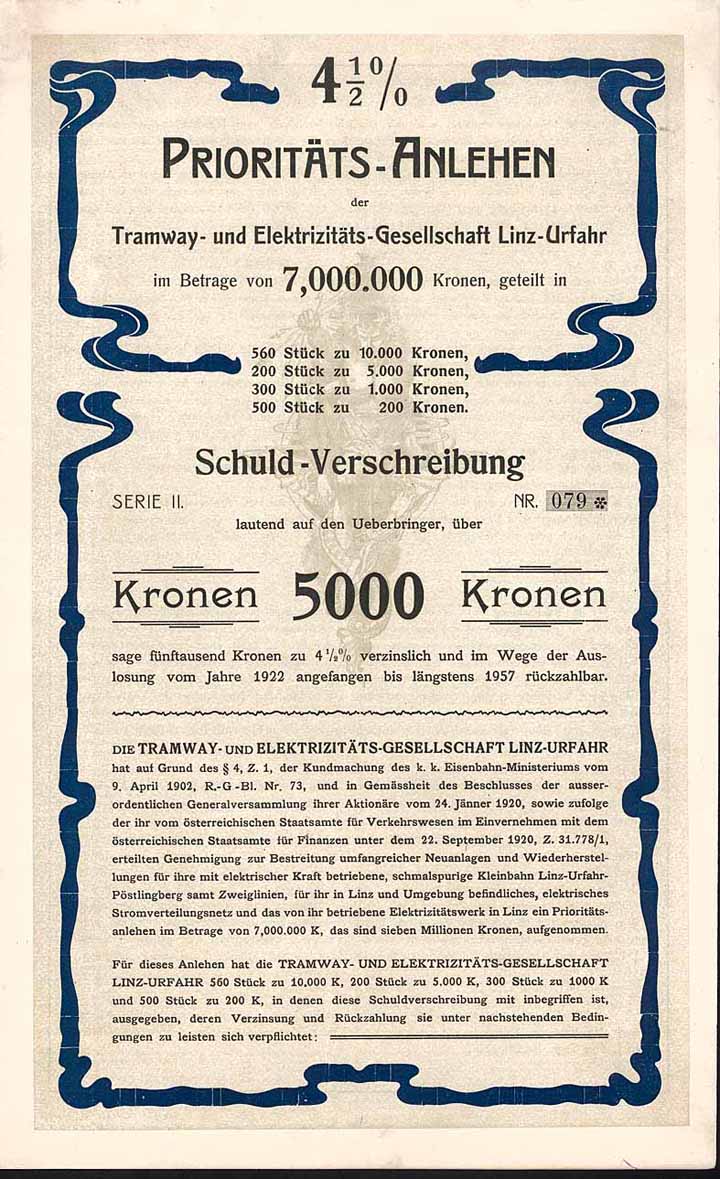 4 1/2 %
PRIORITÄTS-ANLEHEN
der
Tramway- und Elektrizitäts-Gesellschaft Linz-Urfahr
im Betrage von 7,000.000 Kronen, geteilt in
560 Stück zu 10.000 Kronen,
200 Stück zu 5.000 Kronen,
300 Stück zu 1.000 Kronen,
500 Stück zu 200 Kronen.
Schuld-Verschreibung
SERIE II. NR. 079 *
lautend auf den Ueberbringer, über
Kronen 5000 Kronen
sage fünftausend Kronen zu 4 1/2 % verzinslich und im Wege der Aus-
losung vom Jahre 1922 angefangen bis längstens 1957 rückzahlbar.
DIE TRAMWAY- UND ELEKTRIZITÄTS-GESELLSCHAFT LINZ-URFAHR
hat auf Grund des § 4, Z. 1, der Kundmachung des k. k. Eisenbahn-Ministeriums vom
9. April 1902, R.-G -Bl. Nr. 73, und in Gemässheit des Beschlusses der ausser-
ordentlichen Generalversammlung ihrer Aktionäre vom 24. Jänner 1920, sowie zufolge
der ihr vom österreichischen Staatsamte für Verkehrswesen im Einvernehmen mit dem
österreichischen Staatsamte für Finanzen unter dem 22. September 1920, Z. 31.778/1,
erteilten Genehmigung zur Bestreitung umfangreicher Neuanlagen und Wiederherstel-
lungen für ihre mit elektrischer Kraft betriebene, schmalspurige Kleinbahn Linz-Urfahr-
Pöstlingberg samt Zweiglinien, für ihr in Linz und Umgebung befindliches, elektrisches
Stromverteilungsnetz und das von ihr betriebene Elektrizitätswerk in Linz ein Prioritäts-
anlehen im Betrage von 7,000.000 K, das sind sieben Millionen Kronen, aufgenommen.
Für dieses Anlehen hat die TRAMWAY- UND ELEKTRIZITÄTS-GESELLSCHAFT
LINZ-URFAHR 560 Stück zu 10.000 K, 200 Stück zu 5.000 K, 300 Stück zu 1000 K
und 500 Stück zu 200 K, in denen diese Schuldverschreibung mit inbegriffen ist,
ausgegeben, deren Verzinsung und Rückzahlung sie unter nachstehenden Bedin-
gungen zu leisten sich verpflichtet: